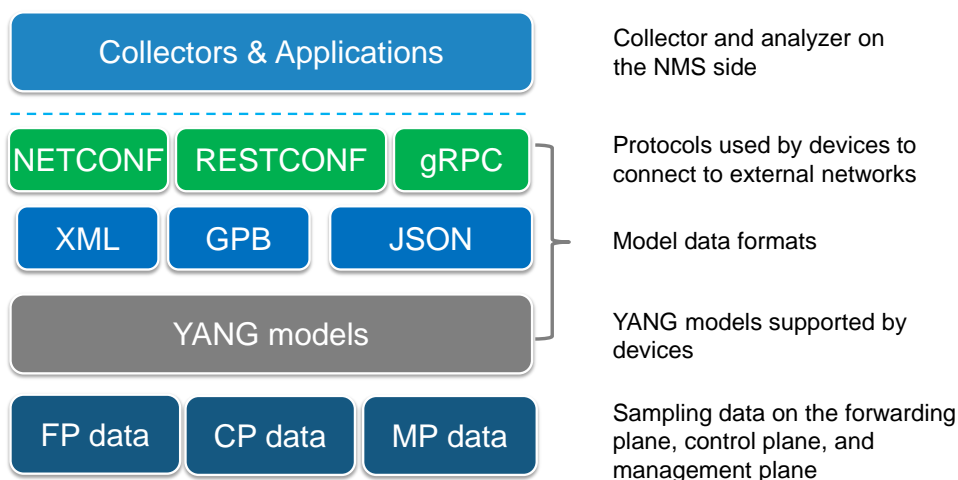 Collectors & Applications
Collector and analyzer on
the NMS side
NETCONF
RESTCONF
gRPC
Protocols used by devices to
connect to external networks
XML
GPB
JSON
Model data formats
YANG models
YANG models supported by
devices
FP data
CP data
MP data
Sampling data on the forwarding
plane, control plane, and
management plane